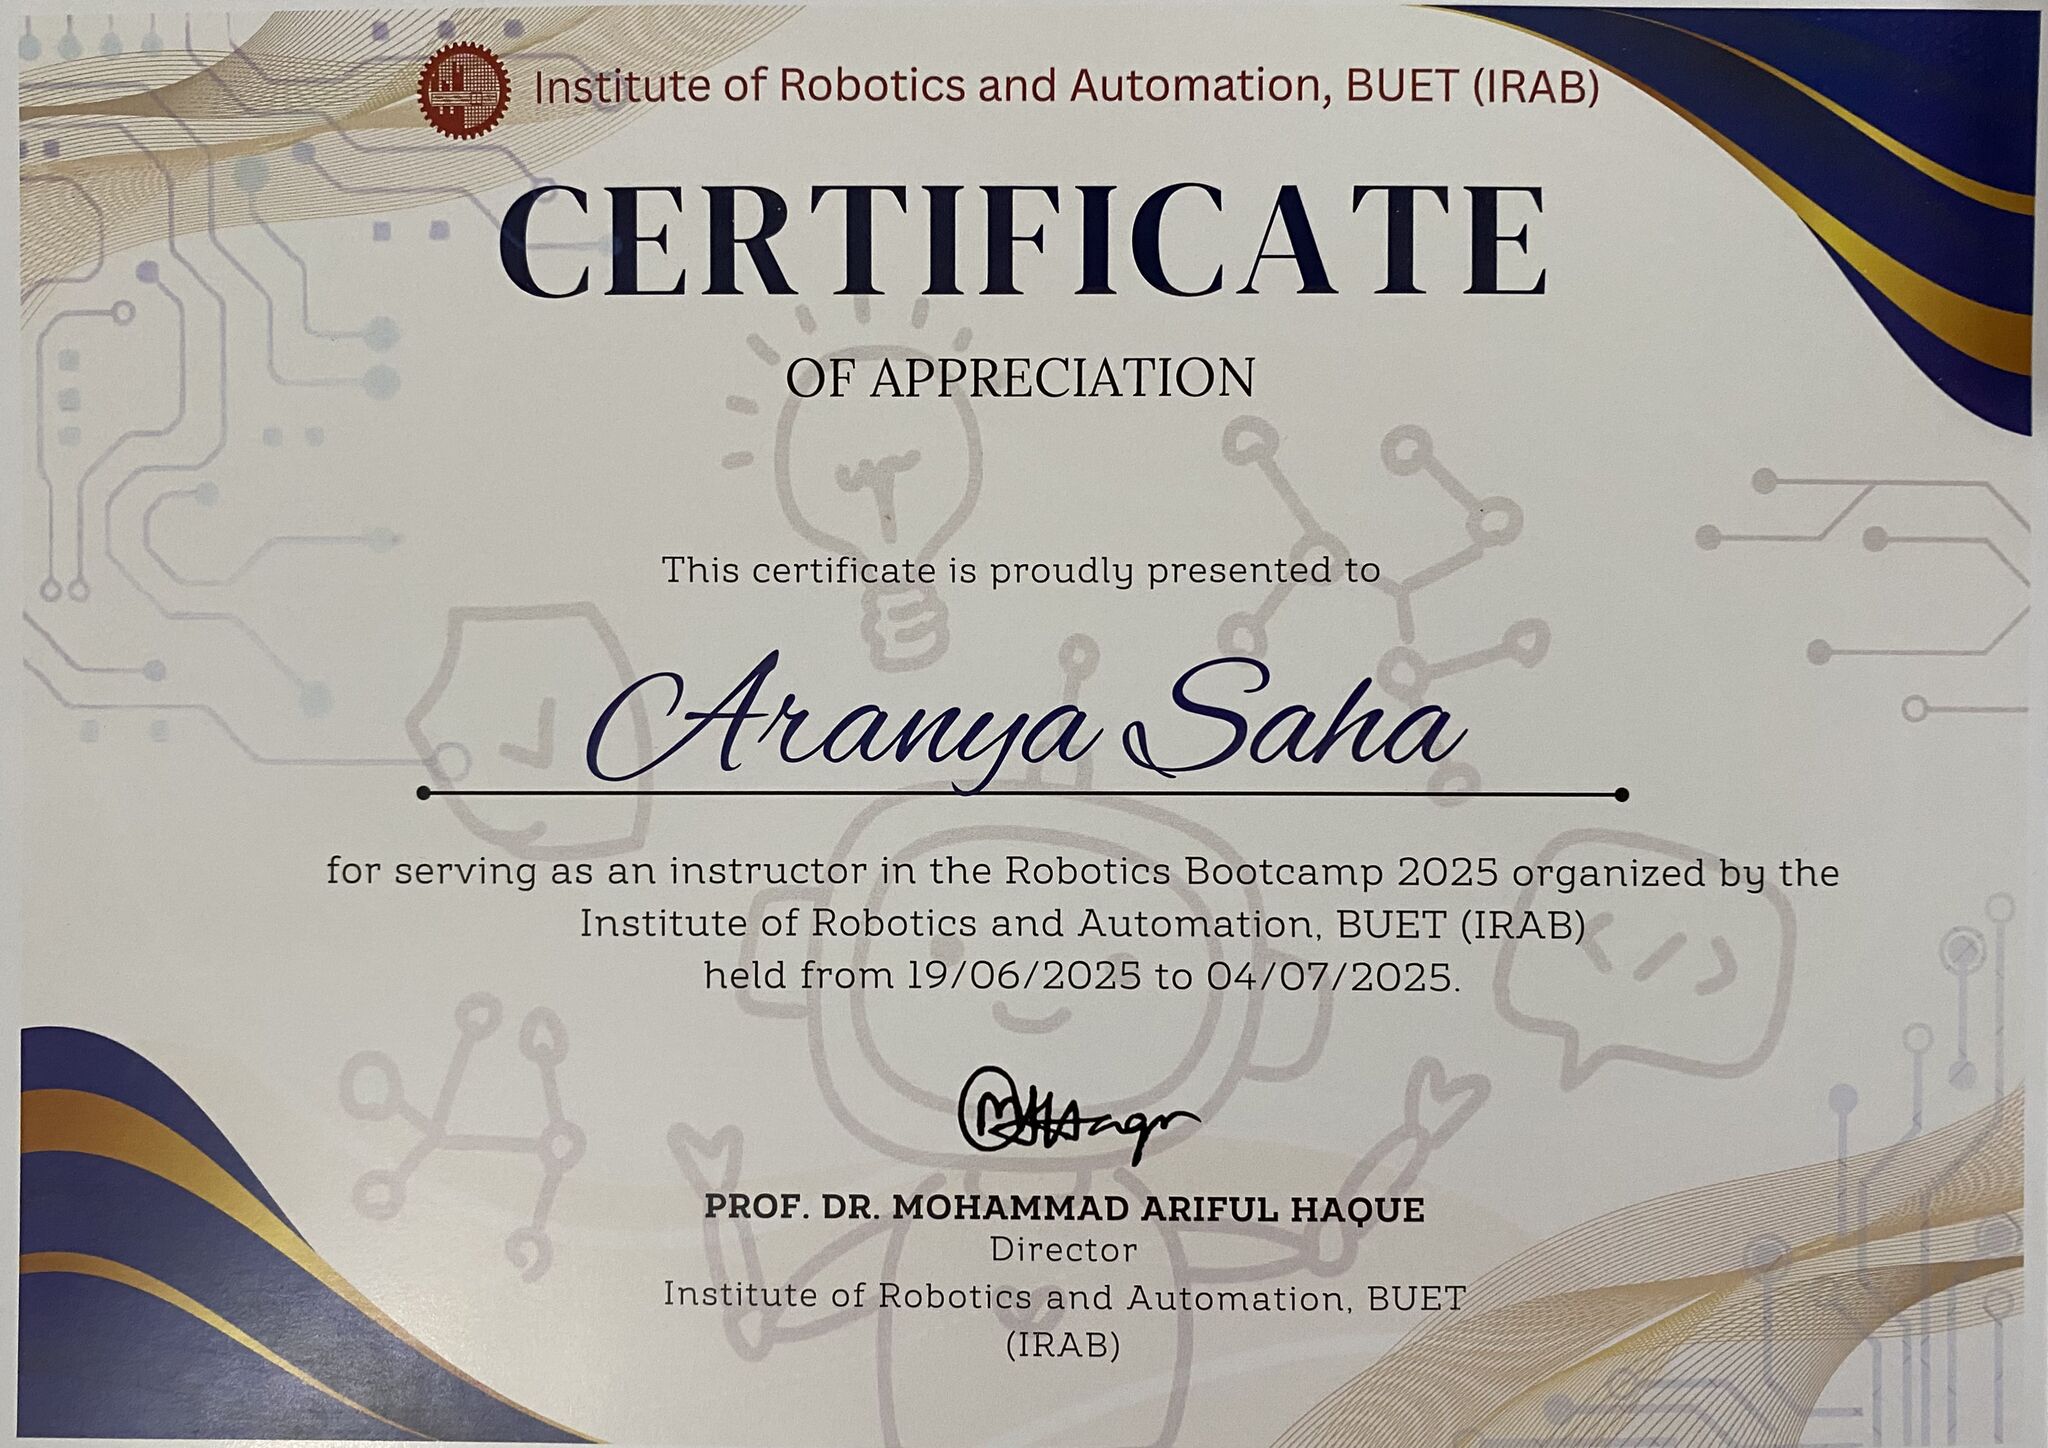 Institute of Robotics and Automation, BUET (IRAB)
CERTIFICATE
OF APPRECIATION
This certificate is proudly presented to
Aranya Saha
for serving as an instructor in the Robotics Bootcamp 2025 organized by the
Institute of Robotics and Automation, BUET (IRAB)
held from 19/06/2025 to 04/07/2025.
PROF. DR. MOHAMMAD ARIFUL HAQUE
Director
Institute of Robotics and Automation, BUET
(IRAB)